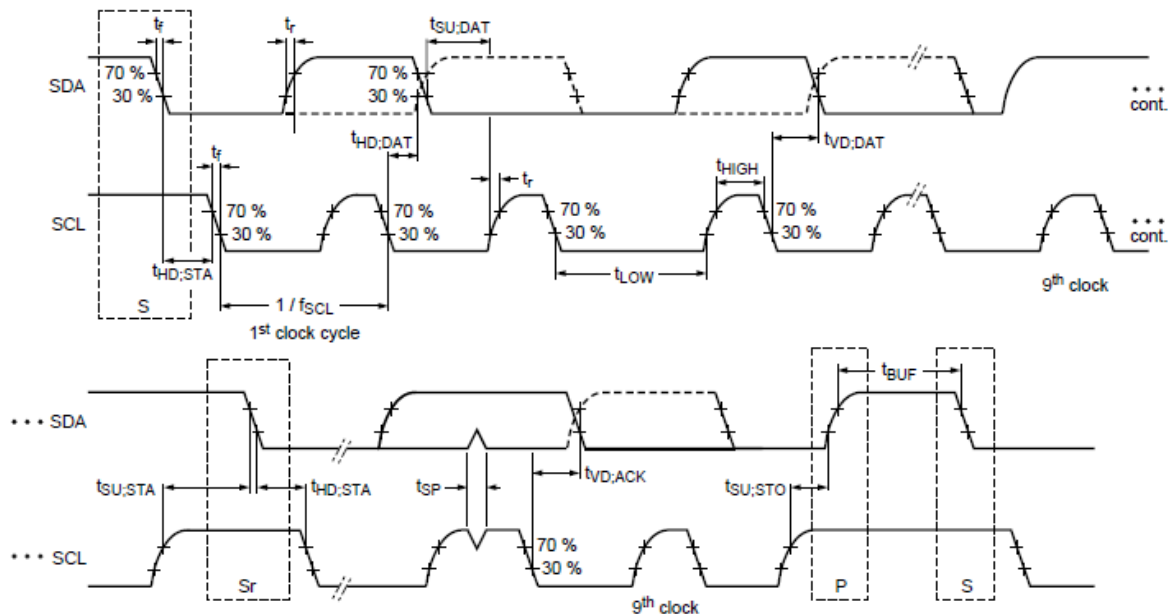 tf tr tSU;DAT
SDA 70 % 30 % 70 % 30 % ••• cont.
tHD;DAT tVD;DAT
tf tr tHIGH
SCL 70 % 30 % 70 % 30 % 70 % 30 % ••• cont.
tHD;STA tLOW
S 1 / fSCL 9th clock
1st clock cycle
tBUF
••• SDA
tSU;STA tHD;STA tSP tVD;ACK tSU;STO
••• SCL 70 % 30 %
Sr 9th clock P S